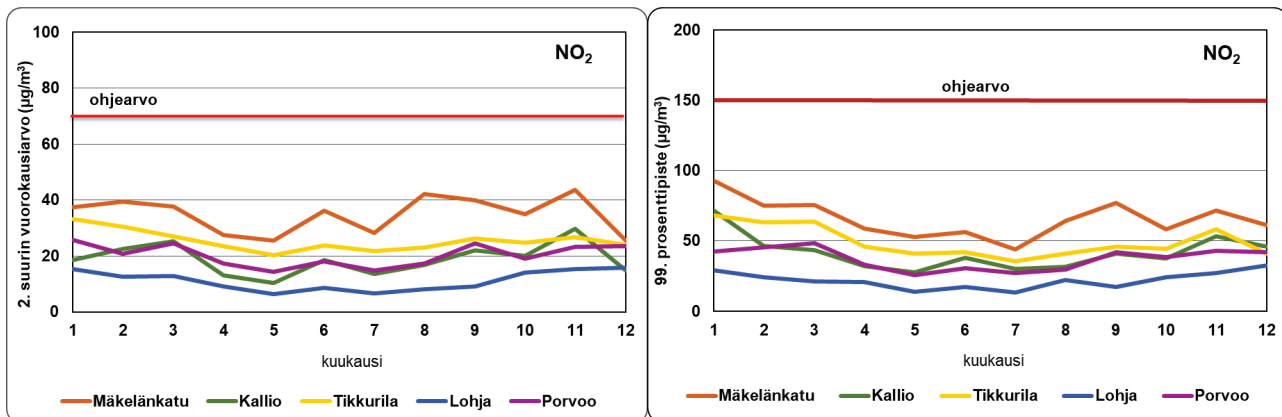 NO₂
2. suurin vuorokausiarvo (µg/m³)
100
80
60
40
20
0
ohjearvo
1 2 3 4 5 6 7 8 9 10 11 12
kuukausi
Mäkelänkatu Kallio Tikkurila Lohja Porvoo
NO₂
99. prosenttipiste (µg/m³)
200
150
100
50
0
ohjearvo
1 2 3 4 5 6 7 8 9 10 11 12
kuukausi
Mäkelänkatu Kallio Tikkurila Lohja Porvoo